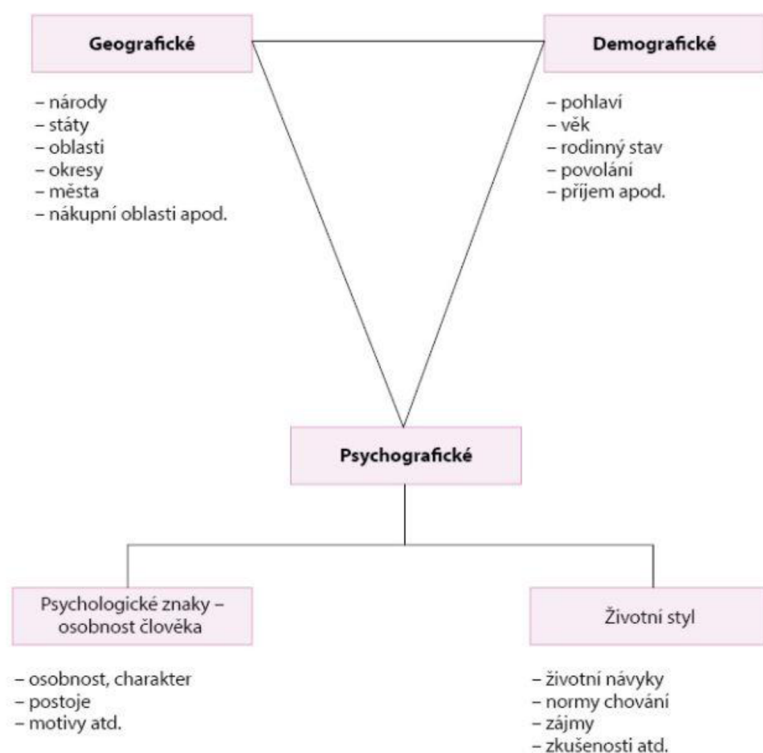 Geografické
– národy
– státy
– oblasti
– okresy
– města
– nákupní oblasti apod.
Demografické
– pohlaví
– věk
– rodinný stav
– povolání
– příjem apod.
Psychografické
Psychologické znaky –
osobnost člověka
– osobnost, charakter
– postoje
– motivy atd.
Životní styl
– životní návyky
– normy chování
– zájmy
– zkušenosti atd.